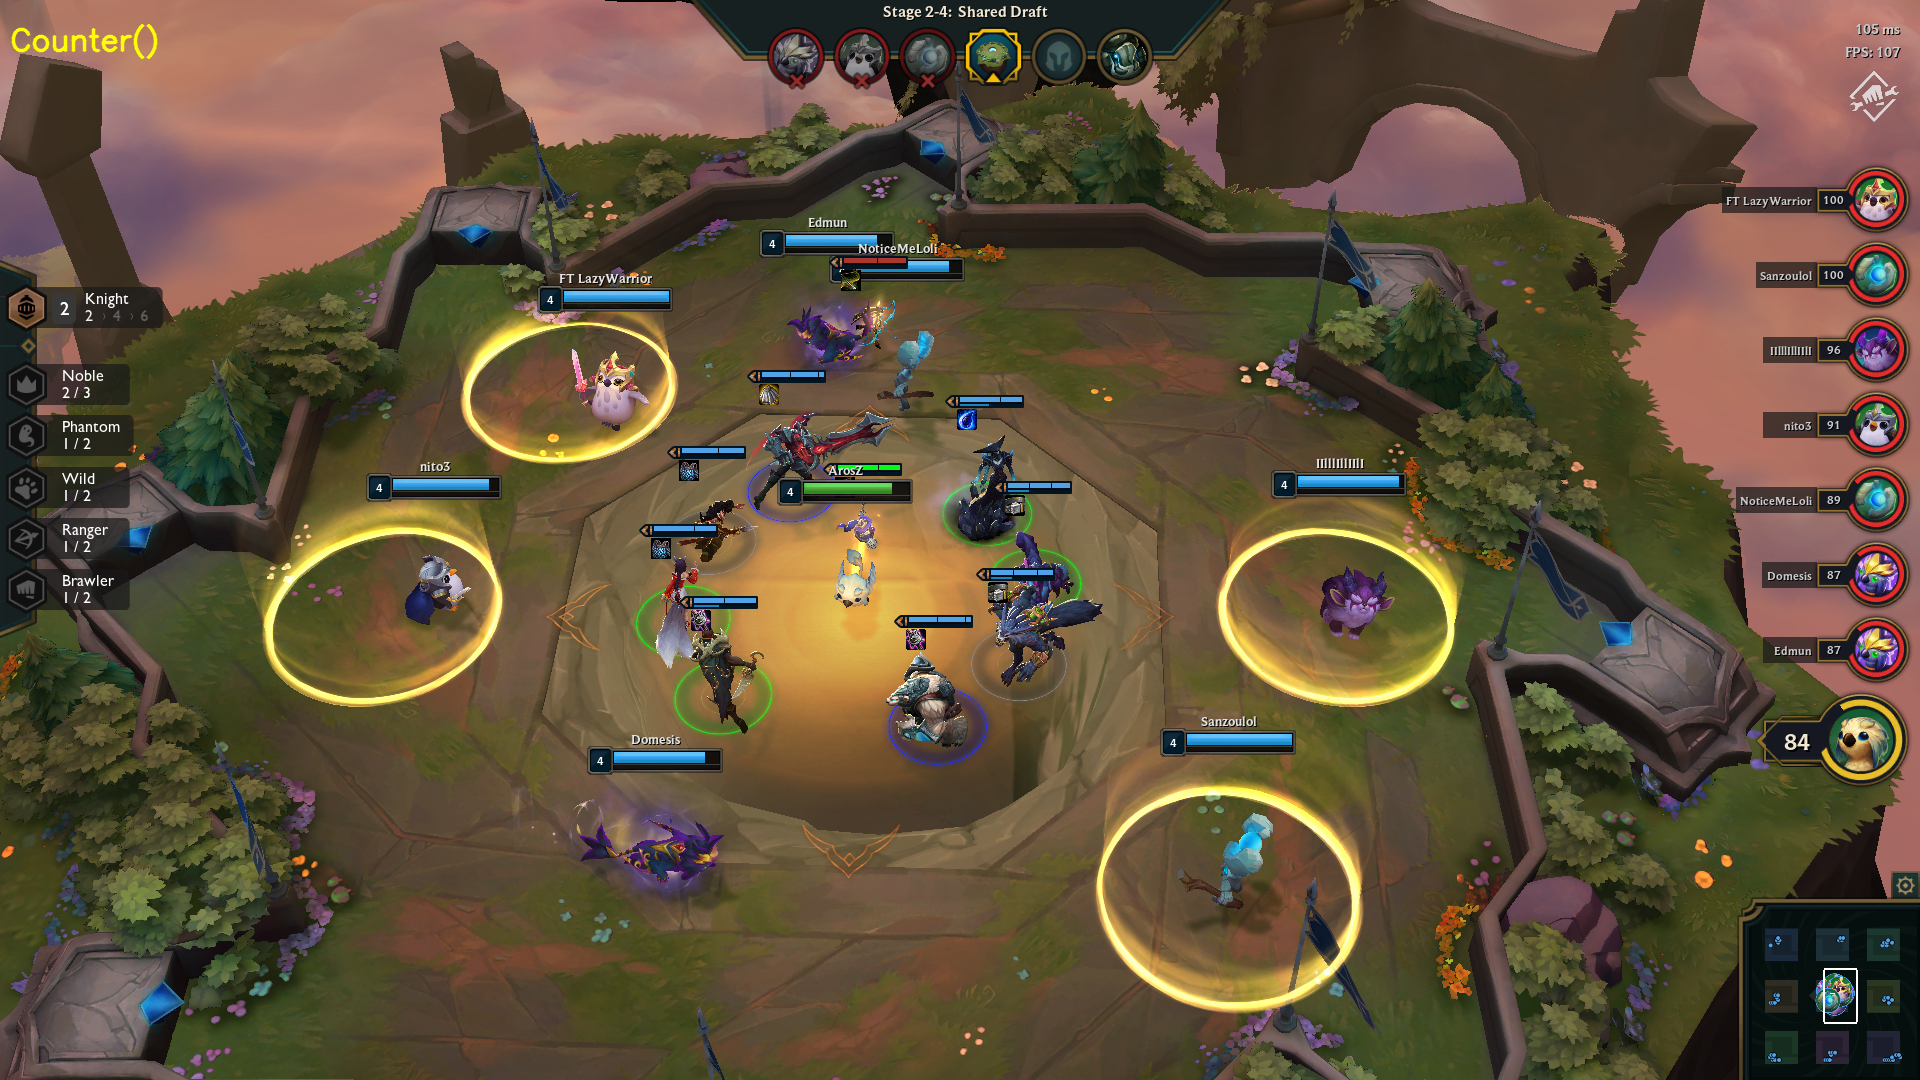 Counter()
Stage 2-4: Shared Draft
105 ms
FPS: 107
Edmun
4
NoticeMeLoli
FT LazyWarrior
4
FT LazyWarrior 100
Sanzoulol 100
96
nito3 91
NoticeMeLoli 89
Domesis 87
Edmun 87
84
2 Knight
2 › 4 › 6
Noble
2 / 3
Phantom
1 / 2
Wild
1 / 2
Ranger
1 / 2
Brawler
1 / 2
nito3
4
ArosZ
4
4
Domesis
4
Sanzoulol
4